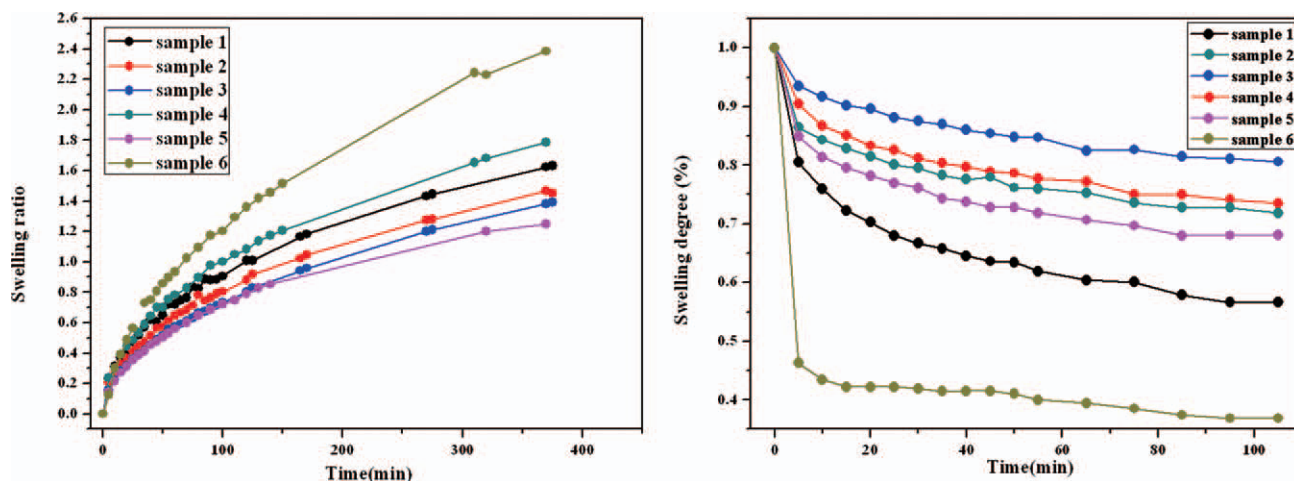 2.6
2.4
2.2
2.0
1.8
1.6
1.4
1.2
1.0
0.8
0.6
0.4
0.2
0.0
Swelling ratio
sample 1
sample 2
sample 3
sample 4
sample 5
sample 6
0
100
200
300
400
Time(min)
1.0
0.9
0.8
0.7
0.6
0.5
0.4
Swelling degree (%)
sample 1
sample 2
sample 3
sample 4
sample 5
sample 6
0
20
40
60
80
100
Time(min)